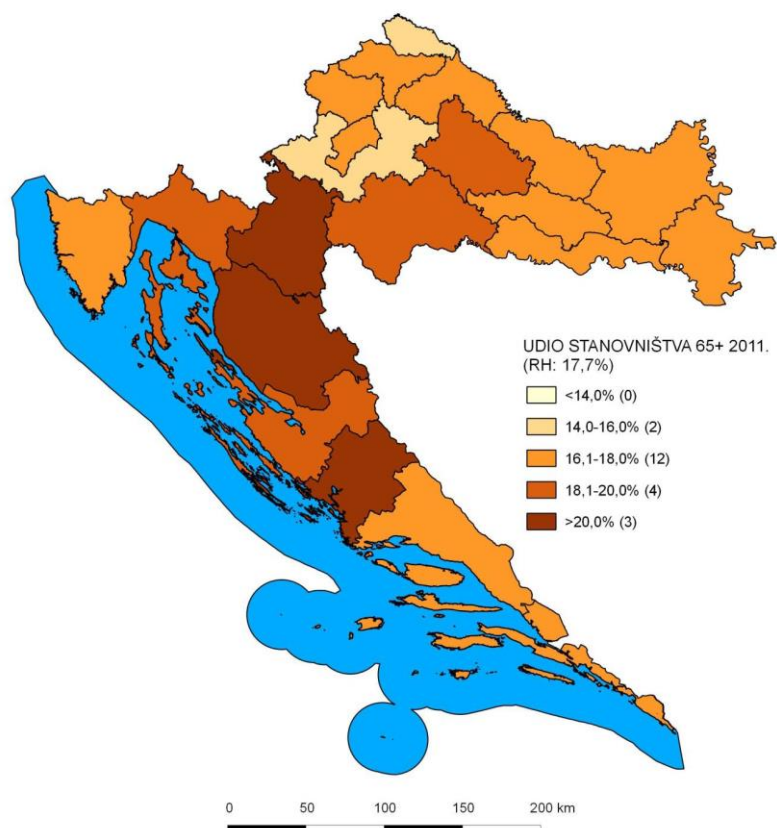 UDIO STANOVNIŠTVA 65+ 2011.
(RH: 17,7%)
<14,0% (0)
14,0-16,0% (2)
16,1-18,0% (12)
18,1-20,0% (4)
>20,0% (3)
0 50 100 150 200 km